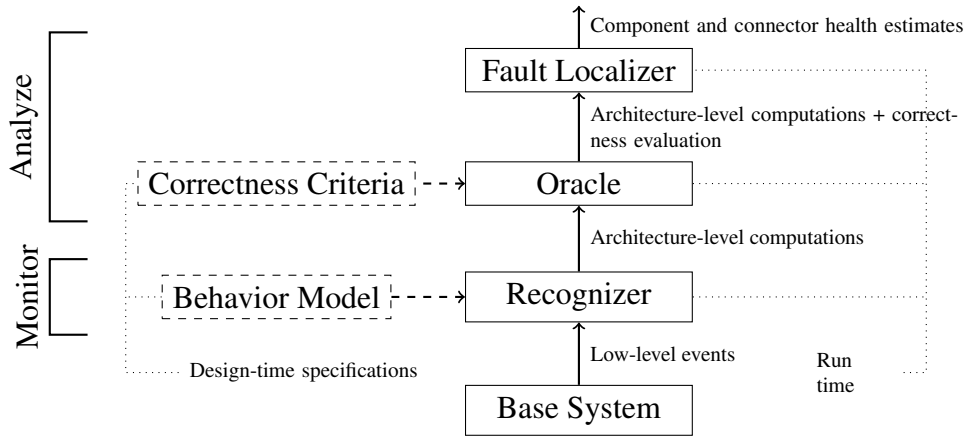 Component and connector health estimates
Fault Localizer
Analyze
Architecture-level computations + correct-
ness evaluation
Correctness Criteria
Oracle
Architecture-level computations
Monitor
Behavior Model
Recognizer
Low-level events
Design-time specifications
Run
time
Base System